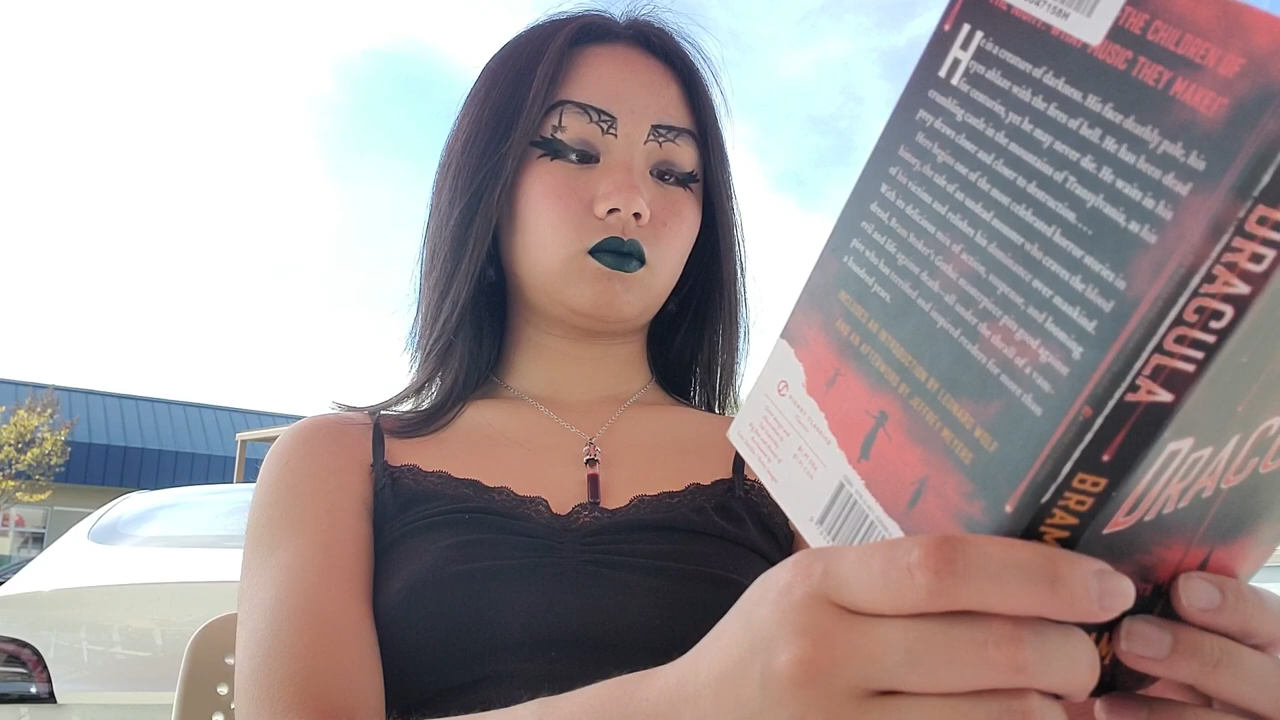 THE CHILDREN OF
THE NIGHT. WHAT MUSIC THEY MAKE!
He is a creature of darkness. His face deathly pale, his
eyes ablaze with the fires of hell. He has been dead
for centuries, yet he may never die. He waits in his
crumbling castle in the mountains of Transylvania, as his
prey draws closer and closer to destruction....
Here begins one of the most celebrated horror stories in
history, the tale of an undead monster who craves the blood
of his victims and relishes his dominance over mankind.
With its delicious mix of action, suspense, and looming
dread, Bram Stoker's Gothic masterpiece pits good against
evil and life against death—all under the cloak of a vam-
pire who has terrified and inspired readers for more than
a hundred years.
INCLUDES AN INTRODUCTION BY LEONARD WOLF
AND AN AFTERWORD BY JEFFREY MEYERS
SIGNET CLASSICS
DRACULA
BRAM
DRACU